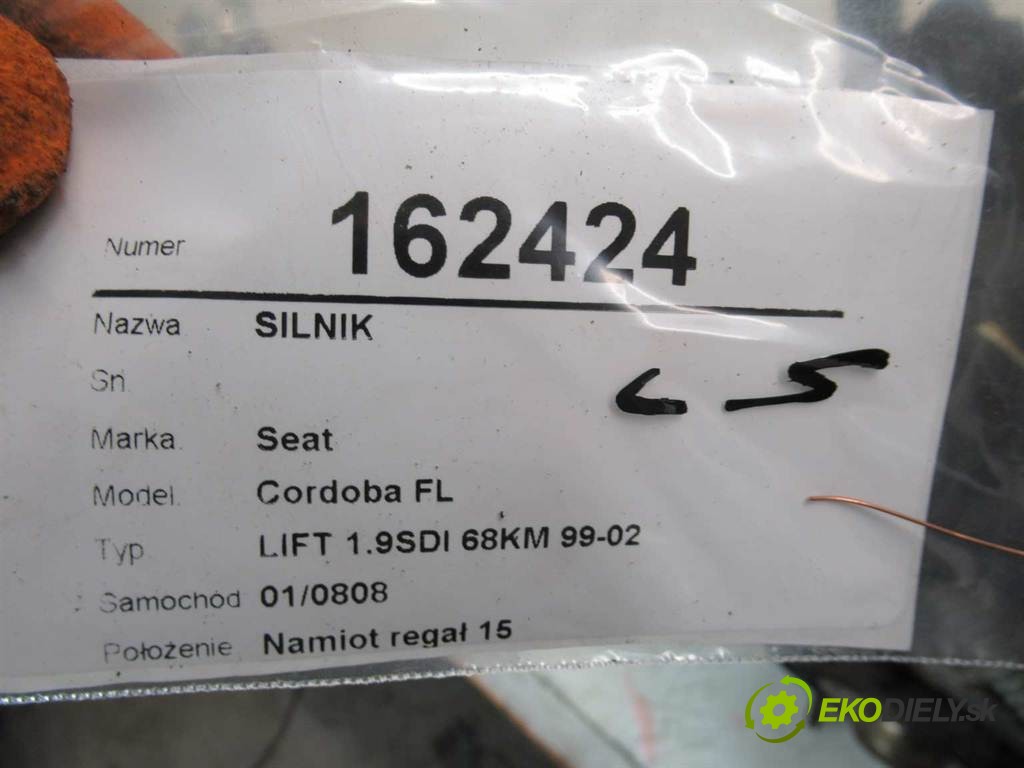 Numer 162424
Nazwa SILNIK
Sn
Marka Seat
Model Cordoba FL
Typ LIFT 1.9SDI 68KM 99-02
Samochód 01/0808
Położenie Namiot regał 15
EKODIELY.sk